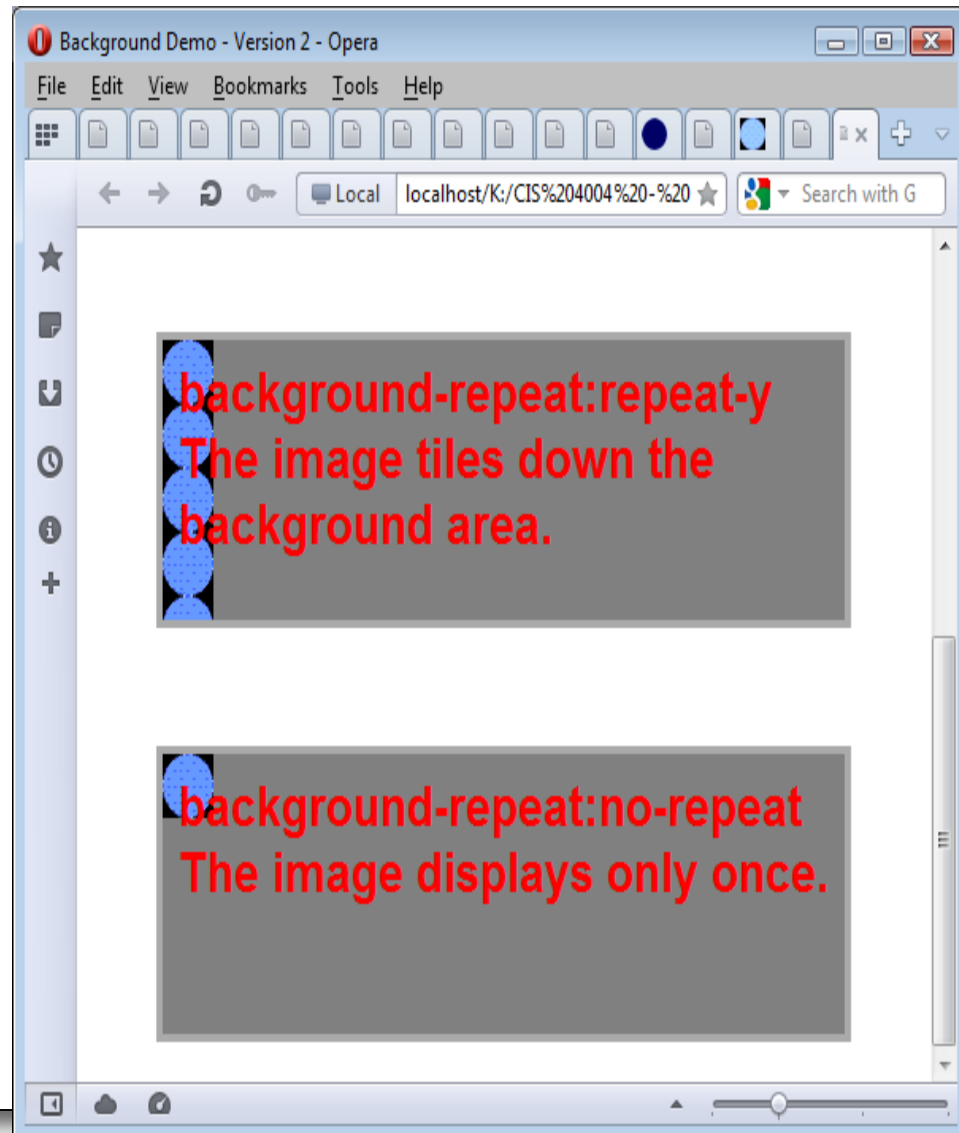 Background Demo - Version 2 - Opera
File Edit View Bookmarks Tools Help
Local localhost/K:/CIS%204004%20-%20 Search with G
background-repeat:repeat-y
The image tiles down the
background area.
background-repeat:no-repeat
The image displays only once.